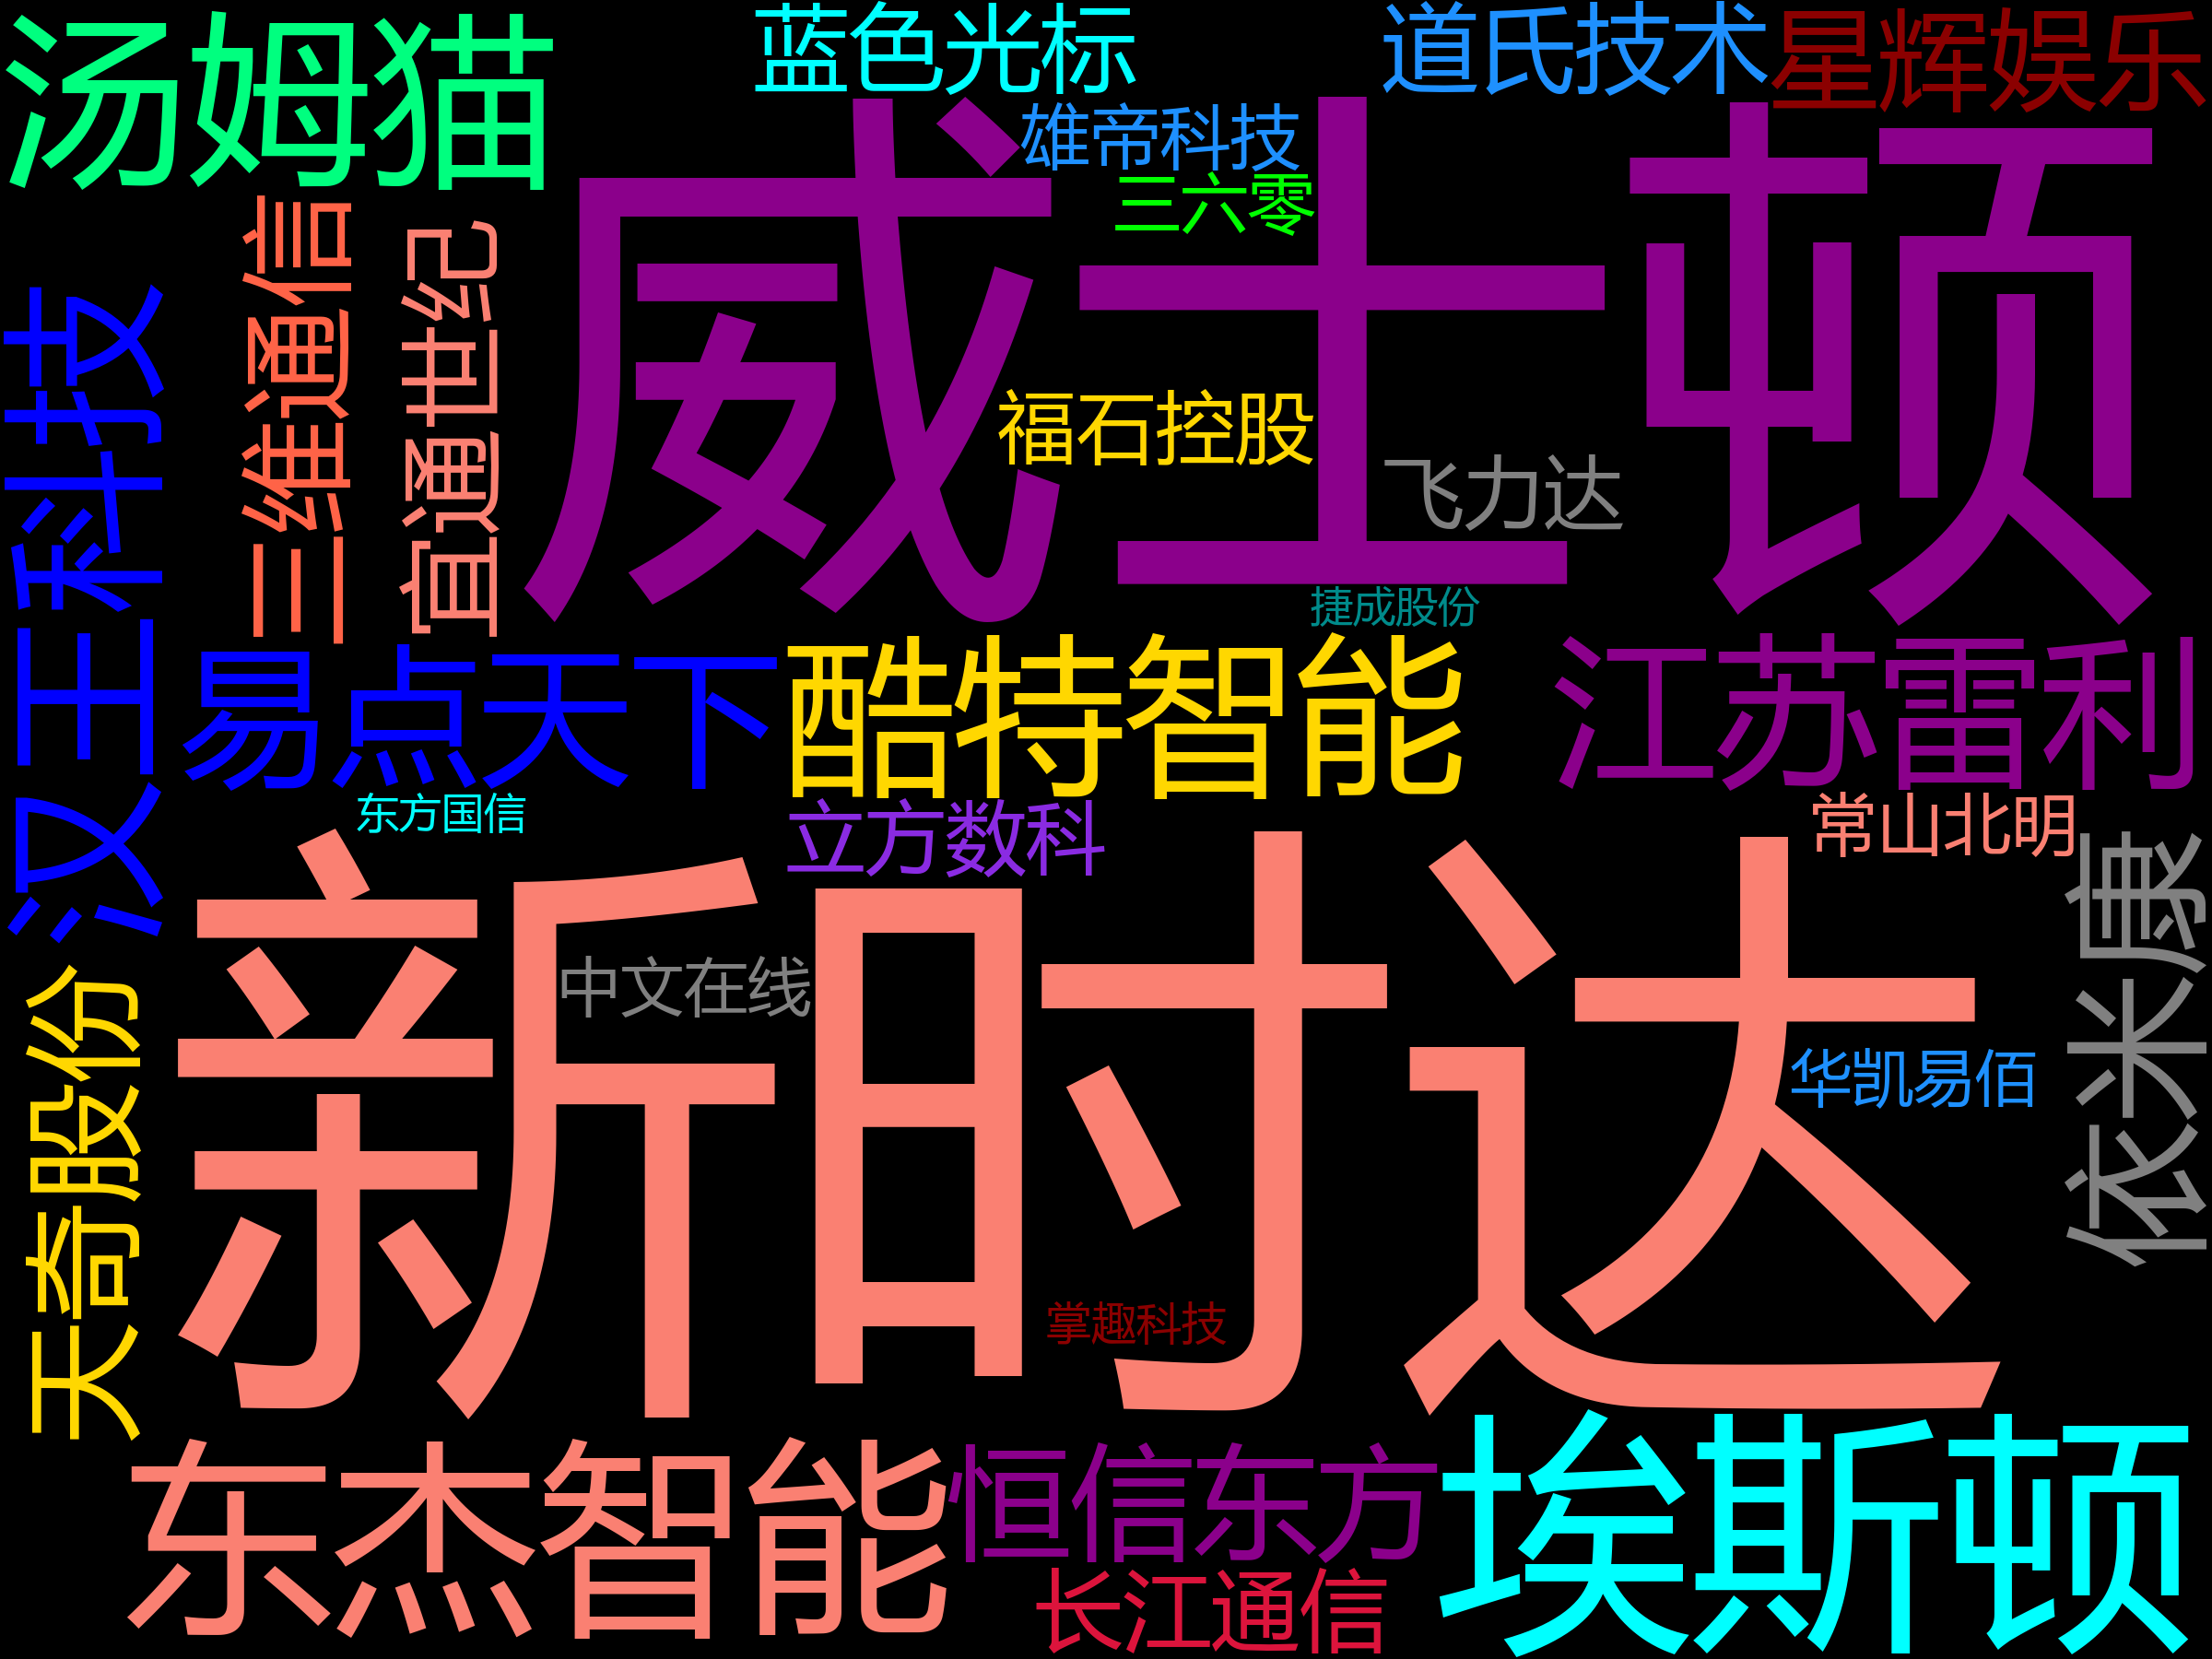 汤姆猫
蓝色光标
道氏技术
星辉娱乐
维帝科技
三六零
威士顿
三维通信
宜通世纪
汉王科技
福石控股
飞力达
捷成股份
易点天下
酷特智能
江苏雷利
东方国信
立方数科
常山北明
新时达
中文在线
依米康
华凯易佰
天奇股份
掌趣科技
东杰智能
恒信东方
埃斯顿
长江通信